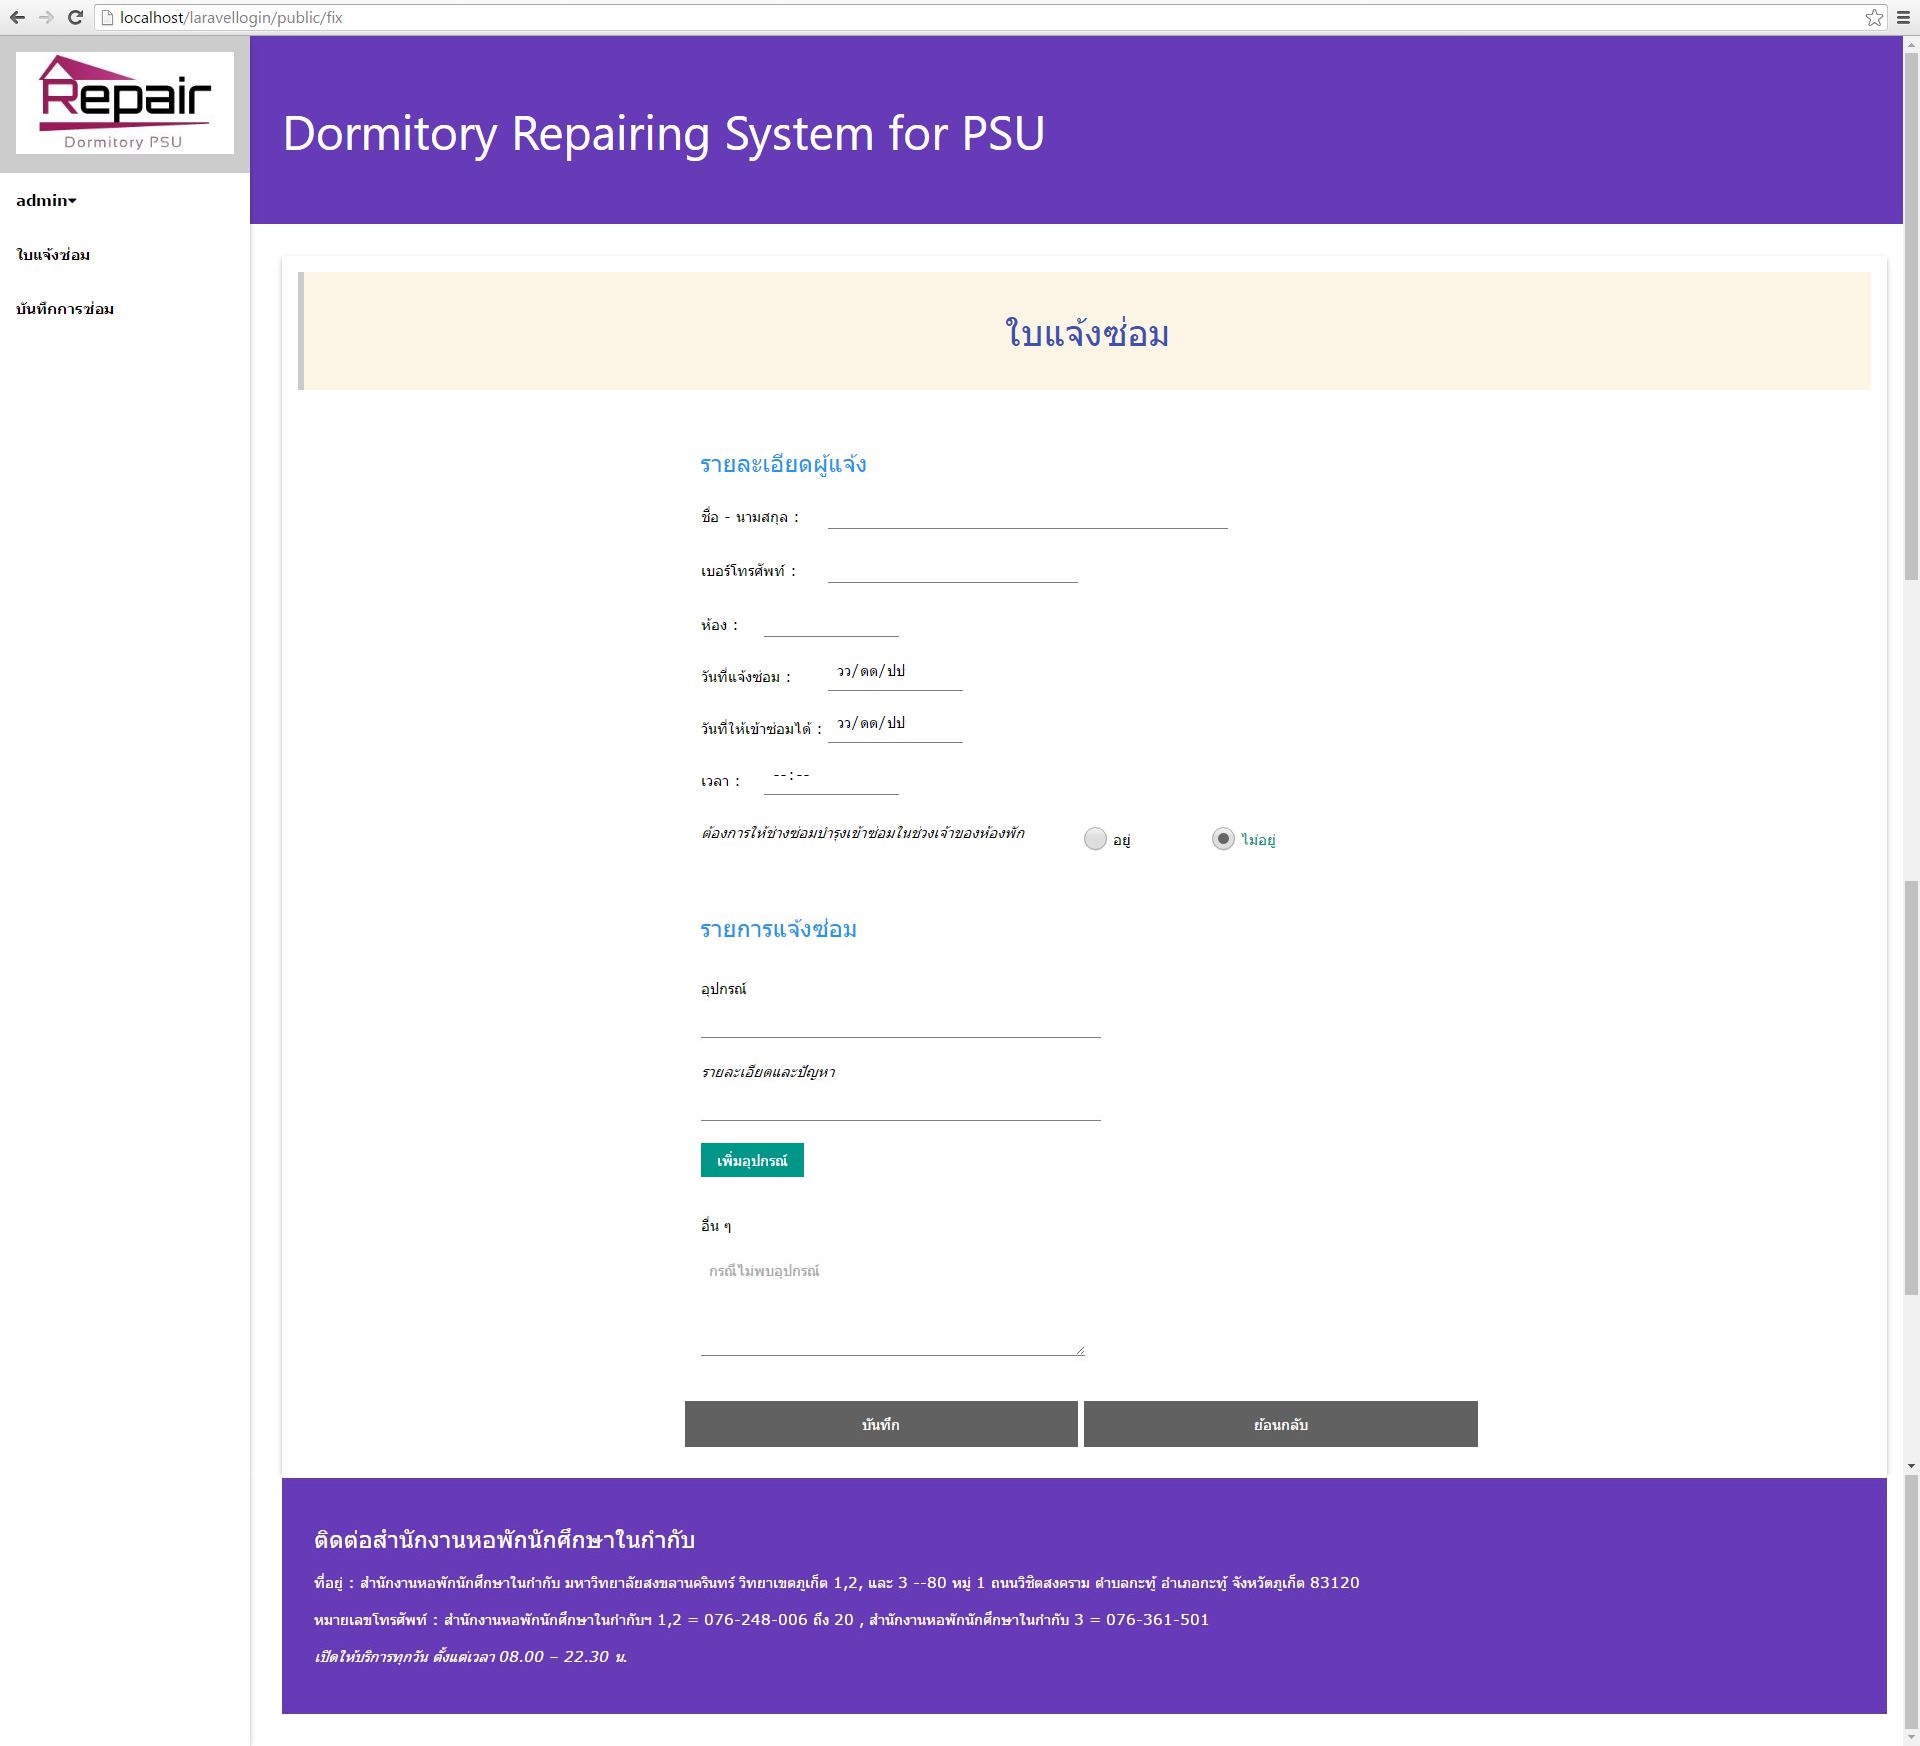 localhost/laravellogin/public/fix
Repair
Dormitory PSU
Dormitory Repairing System for PSU
admin
ใบแจ้งซ่อม
บันทึกการซ่อม
ใบแจ้งซ่อม
รายละเอียดผู้แจ้ง
ชื่อ - นามสกุล :
เบอร์โทรศัพท์ :
ห้อง :
วันที่แจ้งซ่อม : วว/ดด/ปป
วันที่ให้เข้าซ่อมได้ : วว/ดด/ปป
เวลา : --:--
ต้องการให้ช่างซ่อมบำรุงเข้าซ่อมในช่วงเจ้าของห้องพัก อยู่ ไม่อยู่
รายการแจ้งซ่อม
อุปกรณ์
รายละเอียดและปัญหา
เพิ่มอุปกรณ์
อื่น ๆ
กรณีไม่พบอุปกรณ์
บันทึก ย้อนกลับ
ติดต่อสำนักงานหอพักนักศึกษาในกำกับ
ที่อยู่ : สำนักงานหอพักนักศึกษาในกำกับ มหาวิทยาลัยสงขลานครินทร์ วิทยาเขตภูเก็ต 1,2, และ 3 --80 หมู่ 1 ถนนวิชิตสงคราม ตำบลกะทู้ อำเภอกะทู้ จังหวัดภูเก็ต 83120
หมายเลขโทรศัพท์ : สำนักงานหอพักนักศึกษาในกำกับฯ 1,2 = 076-248-006 ถึง 20 , สำนักงานหอพักนักศึกษาในกำกับ 3 = 076-361-501
เปิดให้บริการทุกวัน ตั้งแต่เวลา 08.00 – 22.30 น.